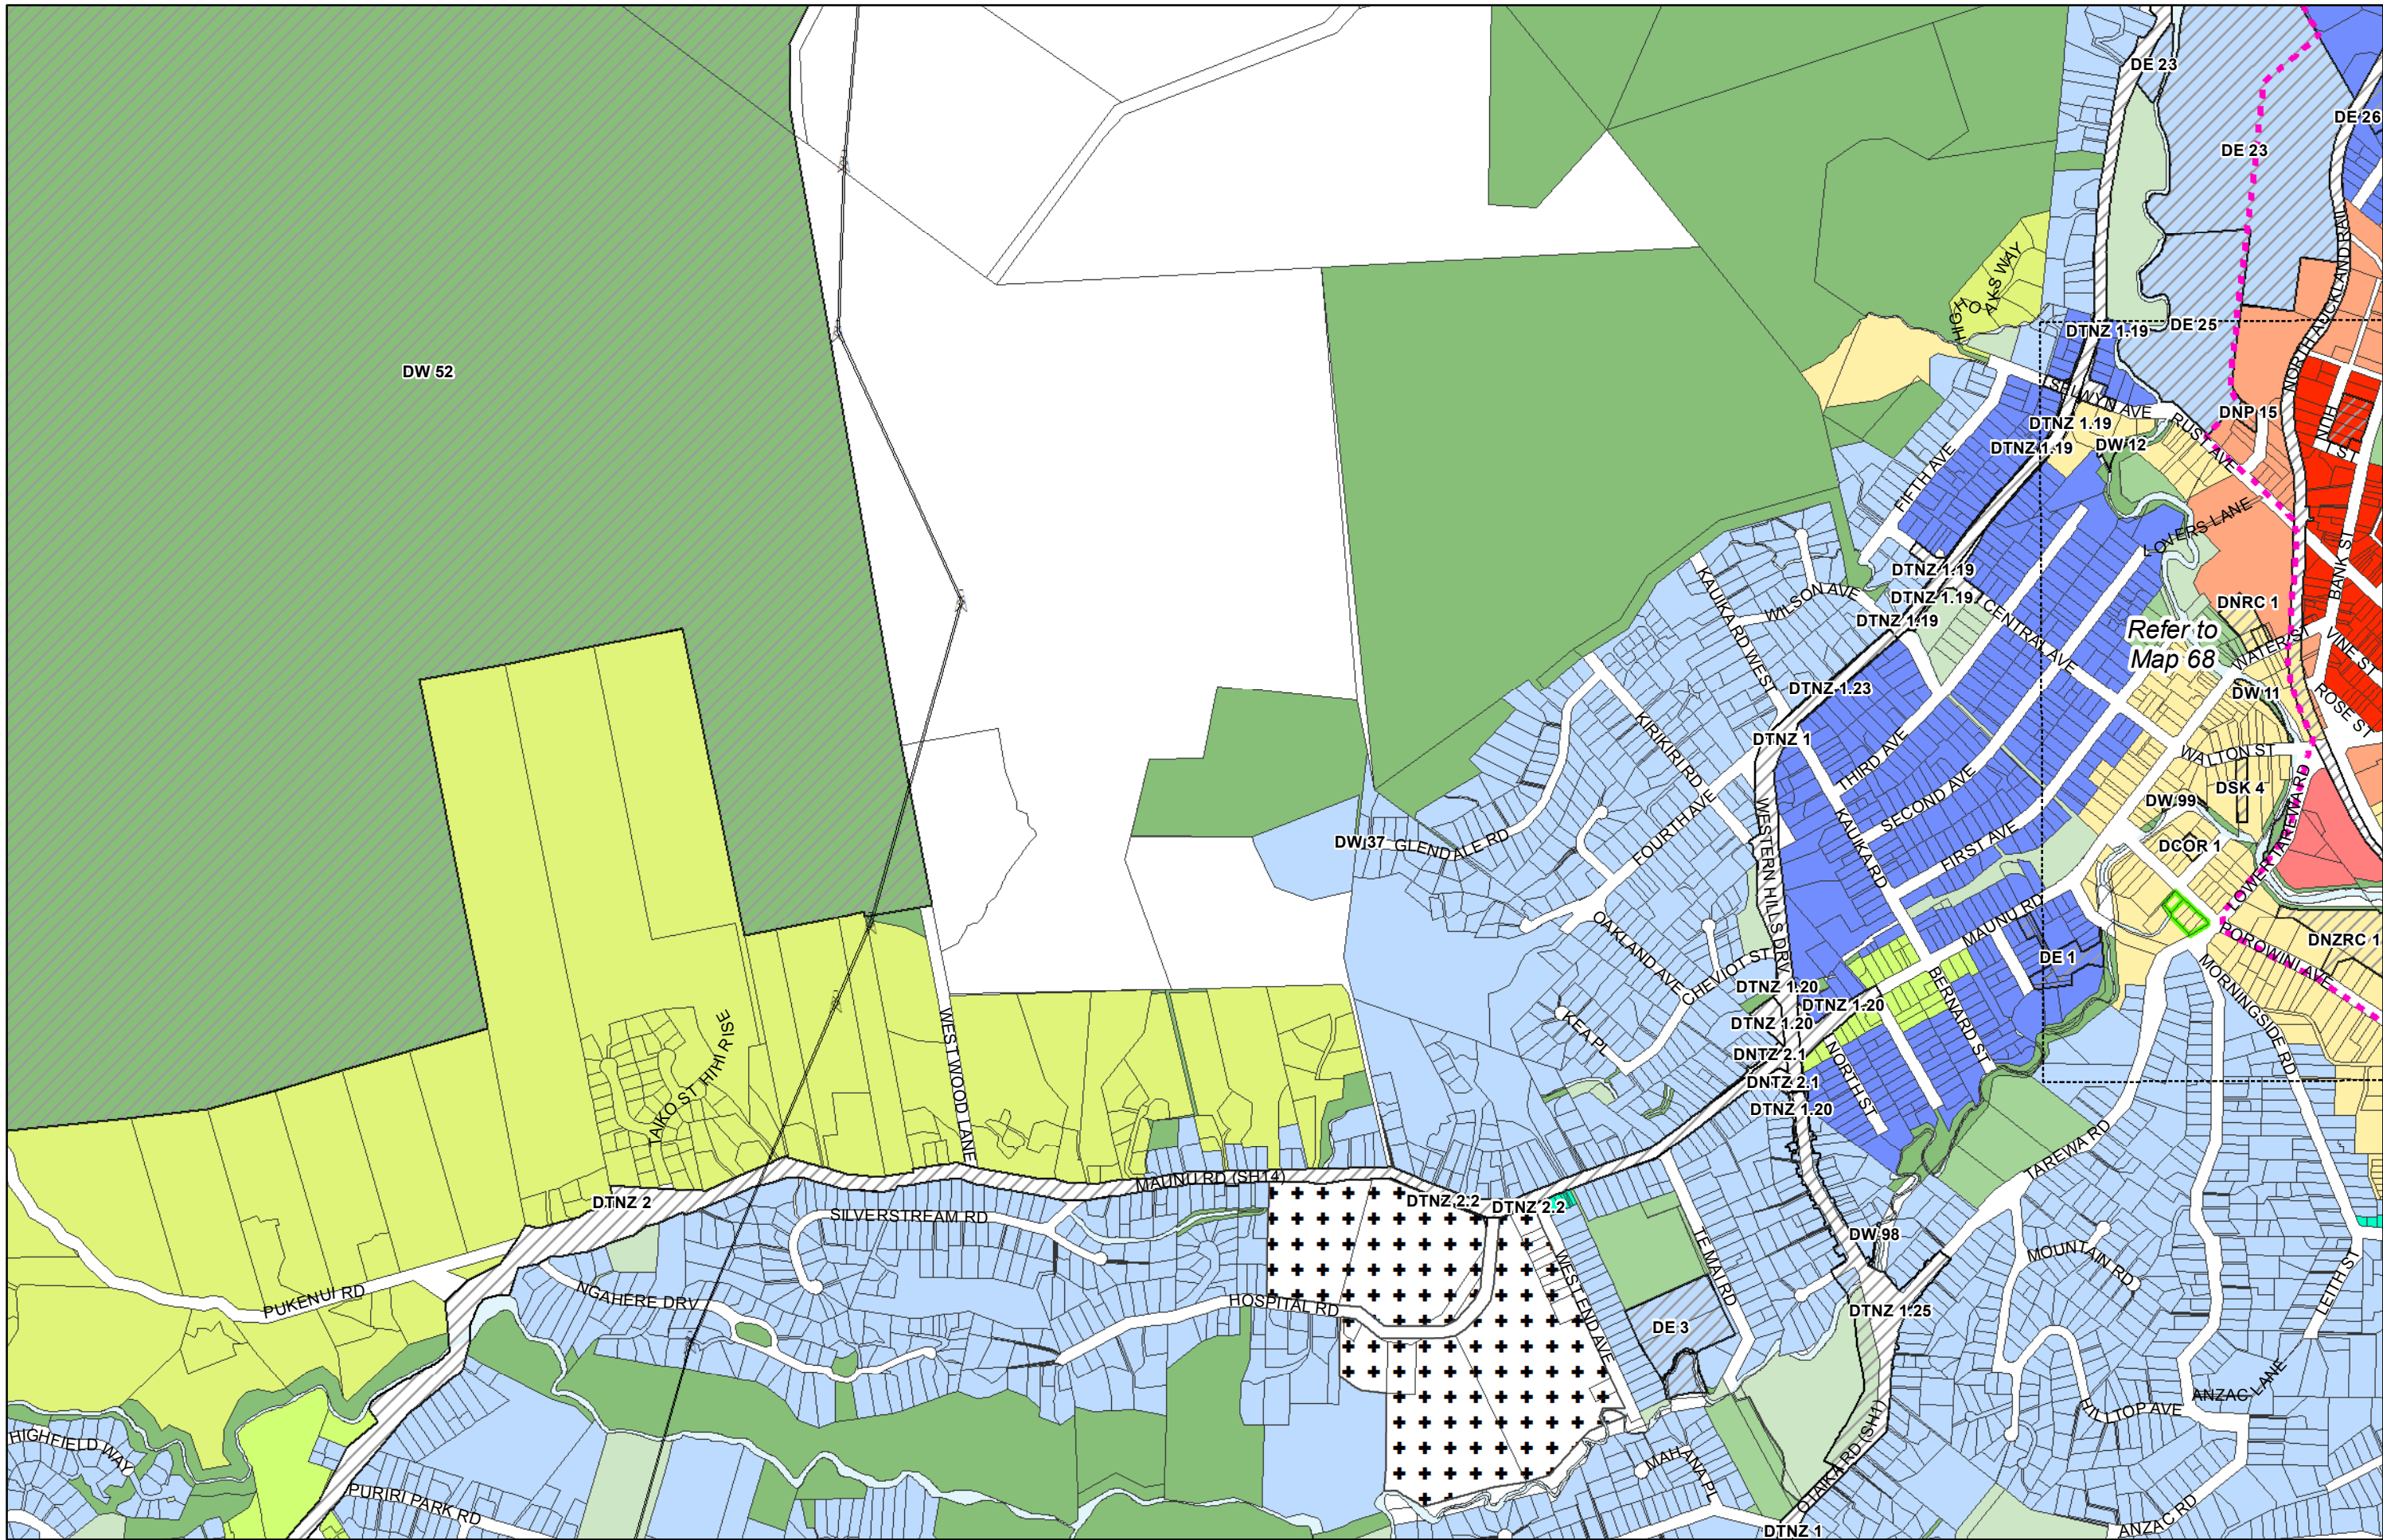 DE 23
DE 26
DE 23
NORTH AUCKLAND RAIL
HIGH OAKS WAY
DTNZ 1.19
DE 25
DW 52
SELWYN AVE
DNP 15
RUST AVE
DTNZ 1.19
DW 12
DTNZ 1.19
HUNT ST
FIFTH AVE
LOVERS LANE
BANK ST
DTNZ 1.19
KAUIKA RD WEST
WILSON AVE
DTNZ 1.19
CENTRAL AVE
DNRC 1
DTNZ 1.19
Refer to
Map 68
WATER ST
VINE ST
DTNZ 1.23
DW 11
ROSE ST
KIRIKIRI RD
DTNZ 1
THIRD AVE
WALTON ST
DSK 4
DW 99
SECOND AVE
LOWER TAREWA RD
WESTERN HILLS DRV
KAUIKA RD
DW 37
GLENDALE RD
FOURTH AVE
FIRST AVE
DCOR 1
MAUNU RD
OAKLAND AVE
POROWINI AVE
DNZRC 1
DE 1
CHEVIOT ST
BERNARD ST
MORNINGSIDE RD
DTNZ 1.20
DTNZ 1.20
DTNZ 1.20
KEA PL
WESTWOOD LANE
TAIKO ST
HIHI RISE
DNTZ 2.1
NORTH ST
DNTZ 2.1
DTNZ 1.20
TAREWA RD
MAUNU RD (SH14)
DTNZ 2
DTNZ 2.2
DTNZ 2.2
SILVERSTREAM RD
TE MAI RD
DW 98
MOUNTAIN RD
WESTEND AVE
LEITH ST
PUKENUI RD
NGAHERE DRV
HOSPITAL RD
DTNZ 1.25
DE 3
ANZAC LANE
HILLTOP AVE
HIGHFIELD WAY
OTAIKA RD (SH1)
MAHANA PL
PURIRI PARK RD
DTNZ 1
ANZAC RD